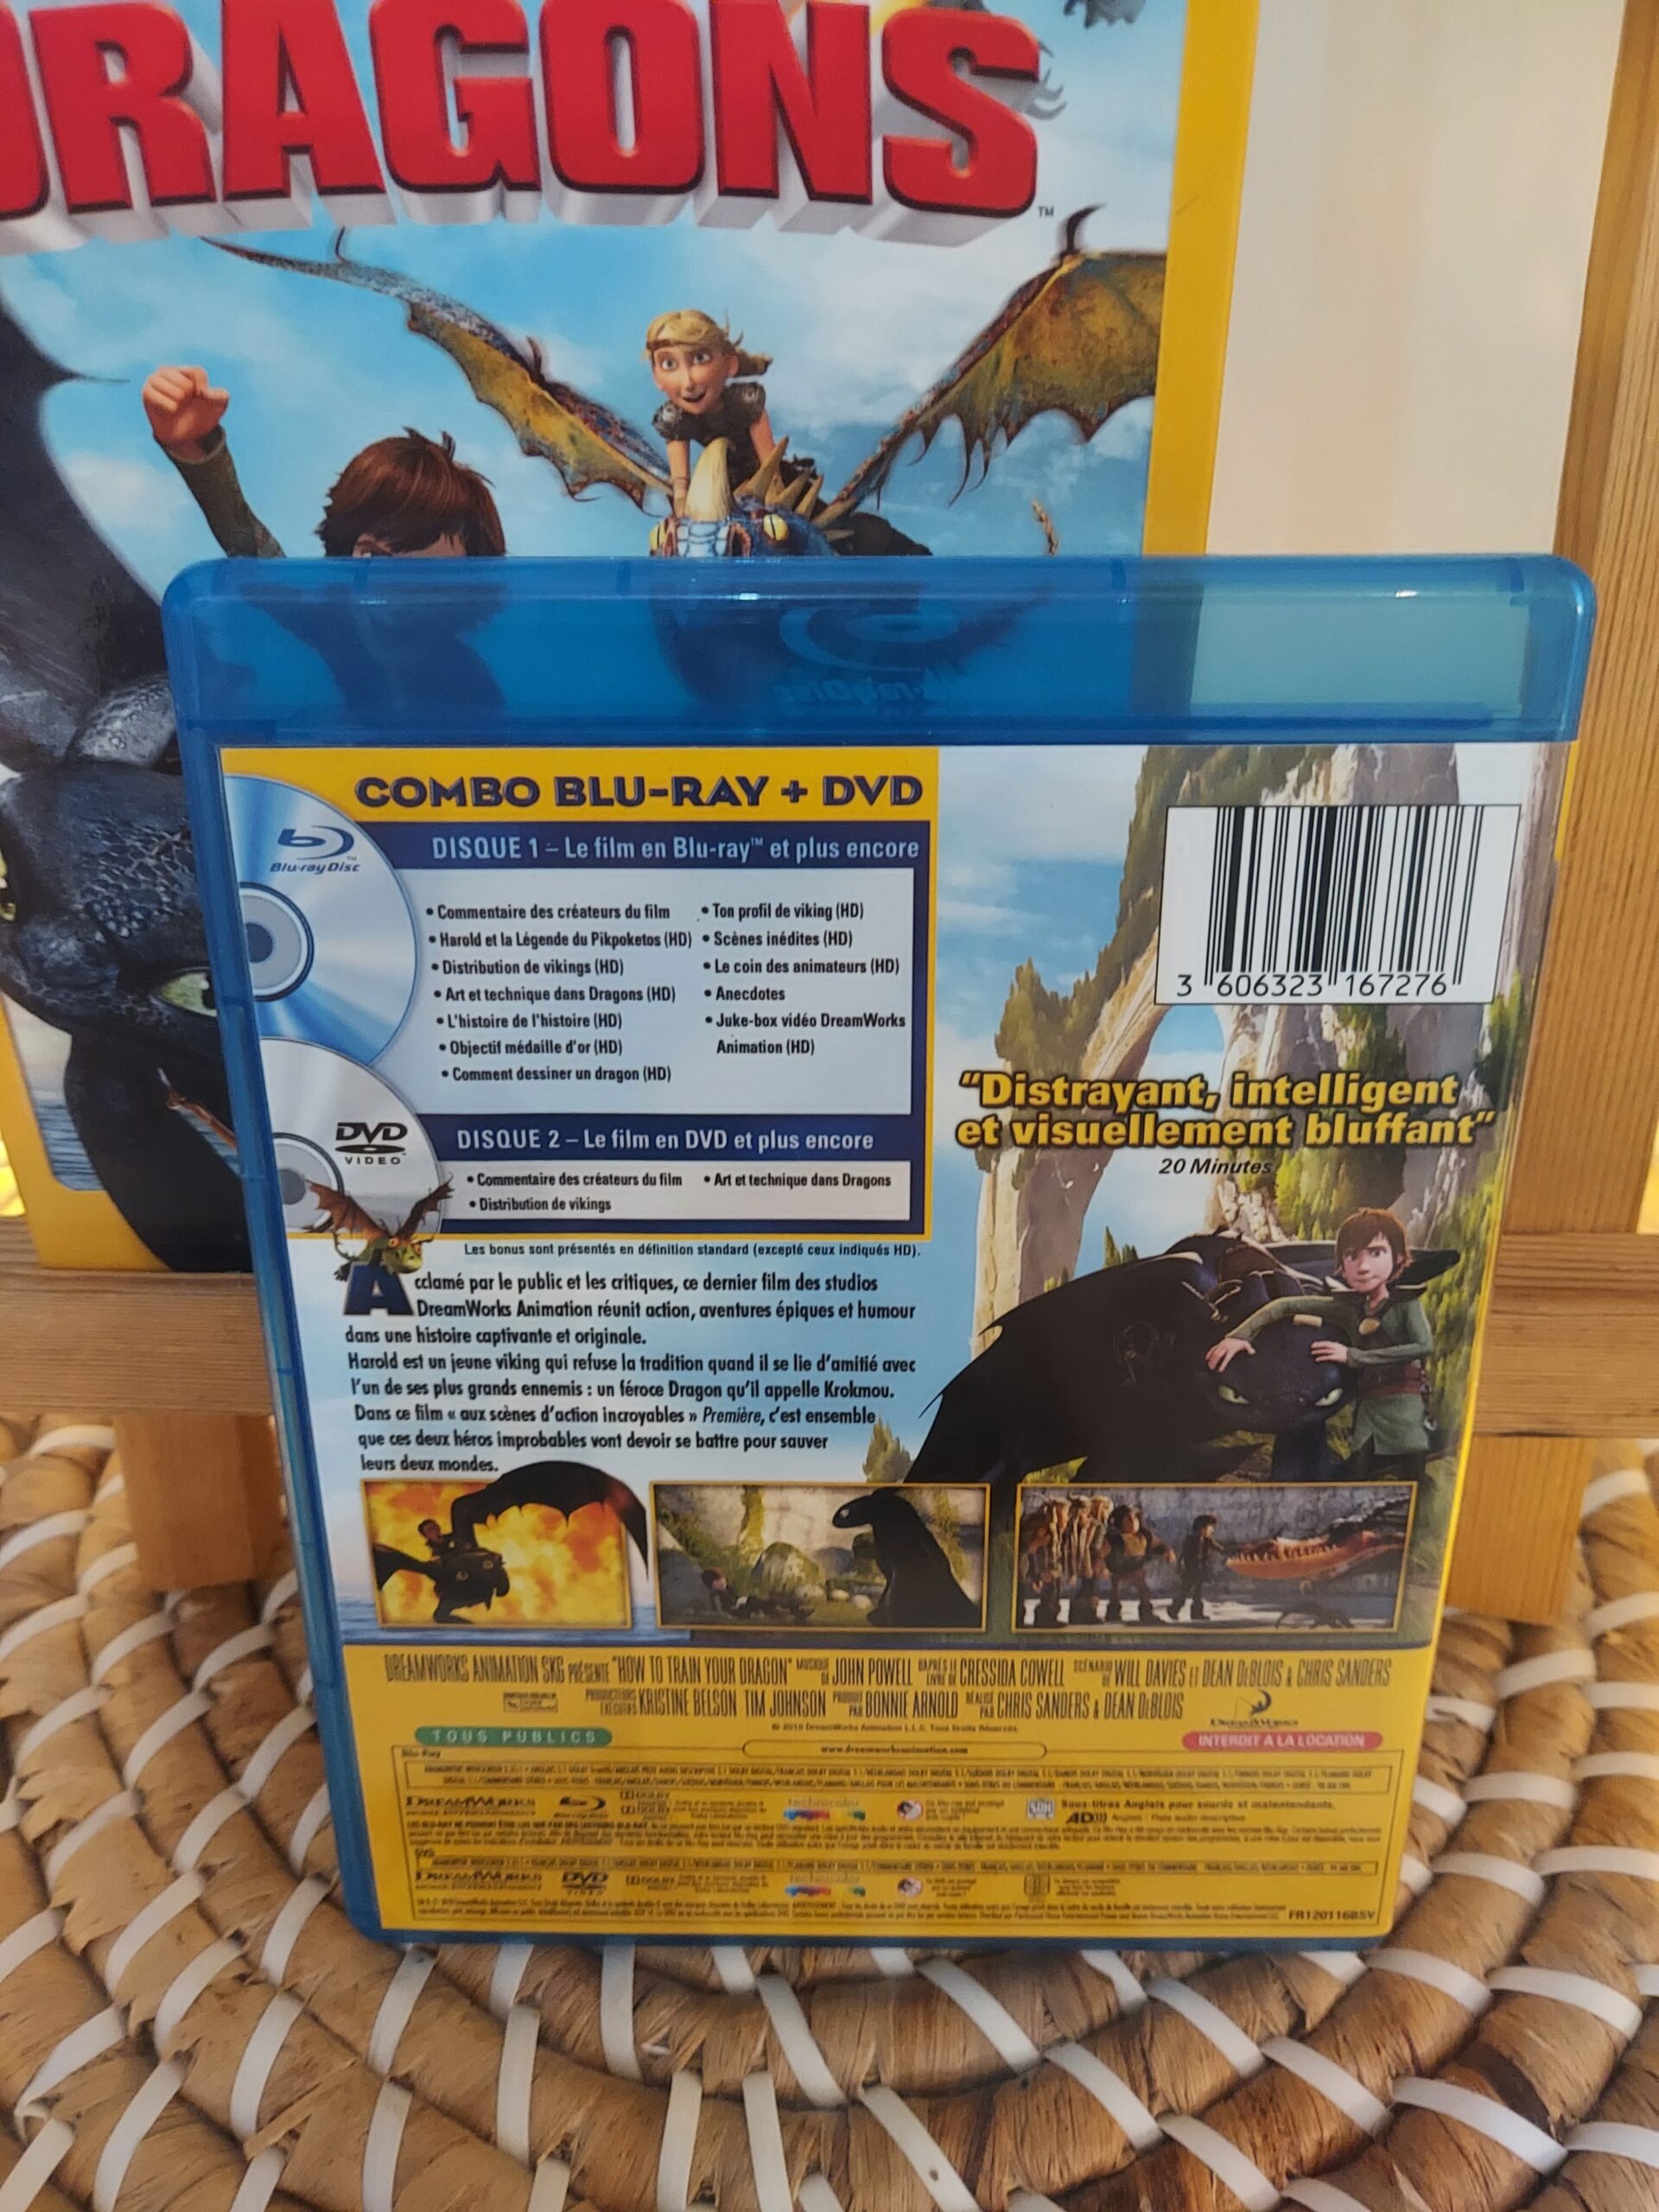 DRAGONS
TM
COMBO BLU-RAY + DVD
Blu-ray Disc
DISQUE 1 – Le film en Blu-ray™ et plus encore
• Commentaire des créateurs du film
• Harold et la Légende du Pikpoketos (HD)
• Distribution de vikings (HD)
• Art et technique dans Dragons (HD)
• L'histoire de l'histoire (HD)
• Objectif médaille d'or (HD)
• Comment dessiner un dragon (HD)
• Ton profil de viking (HD)
• Scènes inédites (HD)
• Le coin des animateurs (HD)
• Anecdotes
• Juke-box vidéo DreamWorks
Animation (HD)
DVD
VIDEO
DISQUE 2 – Le film en DVD et plus encore
• Commentaire des créateurs du film
• Distribution de vikings
• Art et technique dans Dragons
Les bonus sont présentés en définition standard (excepté ceux indiqués HD).
3 606323 167276
"Distrayant, intelligent
et visuellement bluffant"
20 Minutes
Acclamé par le public et les critiques, ce dernier film des studios
DreamWorks Animation réunit action, aventures épiques et humour
dans une histoire captivante et originale.
Harold est un jeune viking qui refuse la tradition quand il se lie d'amitié avec
l'un de ses plus grands ennemis : un féroce Dragon qu'il appelle Krokmou.
Dans ce film « aux scènes d'action incroyables » Première, c'est ensemble
que ces deux héros improbables vont devoir se battre pour sauver
leurs deux mondes.
DREAMWORKS ANIMATION SKG PRÉSENTE "HOW TO TRAIN YOUR DRAGON" MUSIQUE DE JOHN POWELL D'APRÈS LE LIVRE DE CRESSIDA COWELL SCÉNARIO DE WILL DAVIES ET DEAN DEBLOIS & CHRIS SANDERS
PRODUCTEURS EXÉCUTIFS KRISTINE BELSON TIM JOHNSON PRODUIT PAR BONNIE ARNOLD RÉALISÉ PAR CHRIS SANDERS & DEAN DEBLOIS
DREAMWORKS
© 2010 DreamWorks Animation L.L.C. Tous Droits Réservés.
TOUS PUBLICS
www.dreamworksanimation.com
INTERDIT A LA LOCATION
Blu-Ray
DREAMWORKS
technicolor
Sous-titres Anglais pour sourds et malentendants.
AD
DVD
DREAMWORKS
DVD
VIDEO
technicolor
FR120116BSV